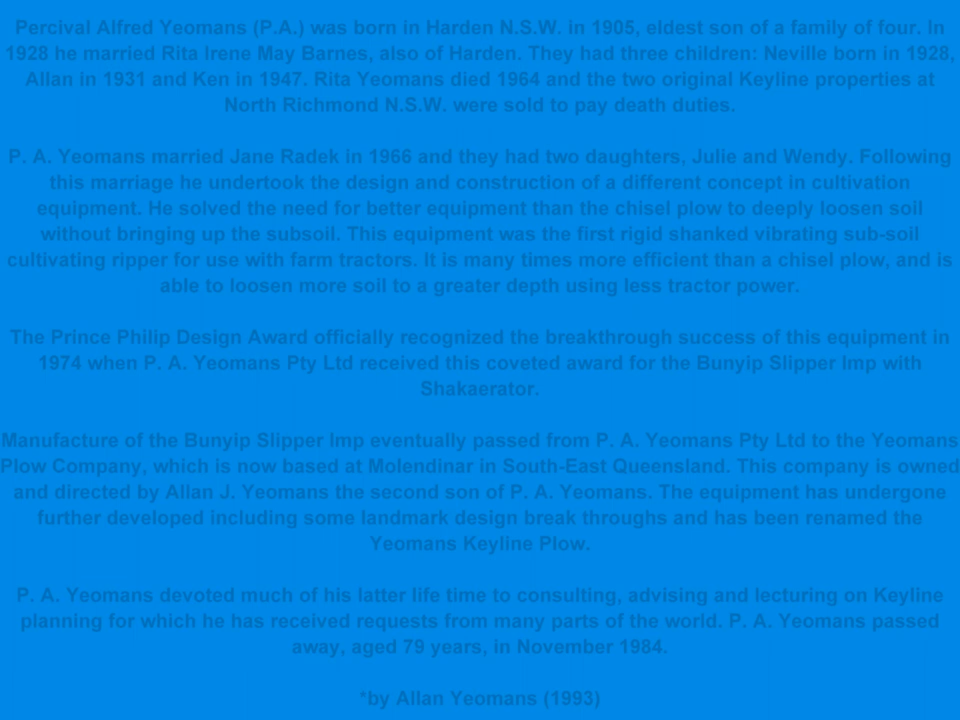 Percival Alfred Yeomans (P.A.) was born in Harden N.S.W. in 1905, eldest son of a family of four. In
1928 he married Rita Irene May Barnes, also of Harden. They had three children: Neville born in 1928,
Allan in 1931 and Ken in 1947. Rita Yeomans died 1964 and the two original Keyline properties at
North Richmond N.S.W. were sold to pay death duties.
P. A. Yeomans married Jane Radek in 1966 and they had two daughters, Julie and Wendy. Following
this marriage he undertook the design and construction of a different concept in cultivation
equipment. He solved the need for better equipment than the chisel plow to deeply loosen soil
without bringing up the subsoil. This equipment was the first rigid shanked vibrating sub-soil
cultivating ripper for use with farm tractors. It is many times more efficient than a chisel plow, and is
able to loosen more soil to a greater depth using less tractor power.
The Prince Philip Design Award officially recognized the breakthrough success of this equipment in
1974 when P. A. Yeomans Pty Ltd received this coveted award for the Bunyip Slipper Imp with
Shakaerator.
Manufacture of the Bunyip Slipper Imp eventually passed from P. A. Yeomans Pty Ltd to the Yeomans
Plow Company, which is now based at Molendinar in South-East Queensland. This company is owned
and directed by Allan J. Yeomans the second son of P. A. Yeomans. The equipment has undergone
further developed including some landmark design break throughs and has been renamed the
Yeomans Keyline Plow.
P. A. Yeomans devoted much of his latter life time to consulting, advising and lecturing on Keyline
planning for which he has received requests from many parts of the world. P. A. Yeomans passed
away, aged 79 years, in November 1984.
*by Allan Yeomans (1993)